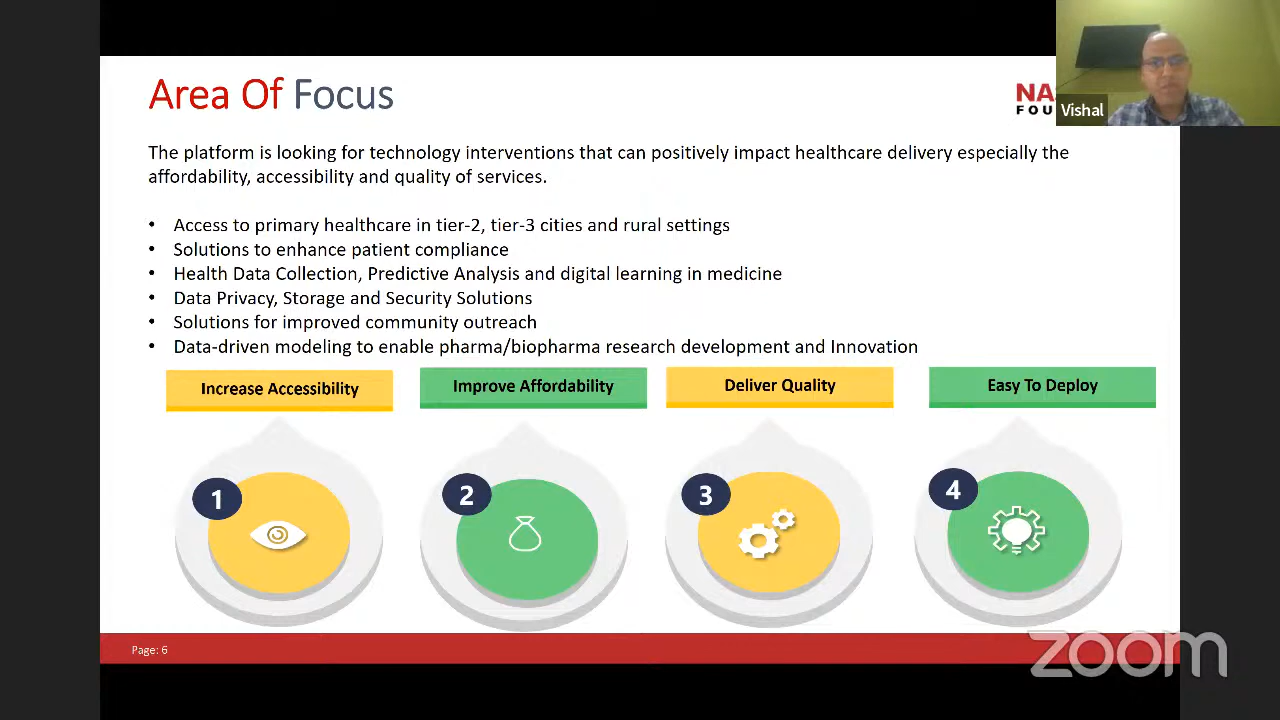 Area Of Focus
FOU
Vishal
The platform is looking for technology interventions that can positively impact healthcare delivery especially the
affordability, accessibility and quality of services.
• Access to primary healthcare in tier-2, tier-3 cities and rural settings
• Solutions to enhance patient compliance
• Health Data Collection, Predictive Analysis and digital learning in medicine
• Data Privacy, Storage and Security Solutions
• Solutions for improved community outreach
• Data-driven modeling to enable pharma/biopharma research development and Innovation
Increase Accessibility
Improve Affordability
Deliver Quality
Easy To Deploy
1
2
3
4
Page: 6
zoom